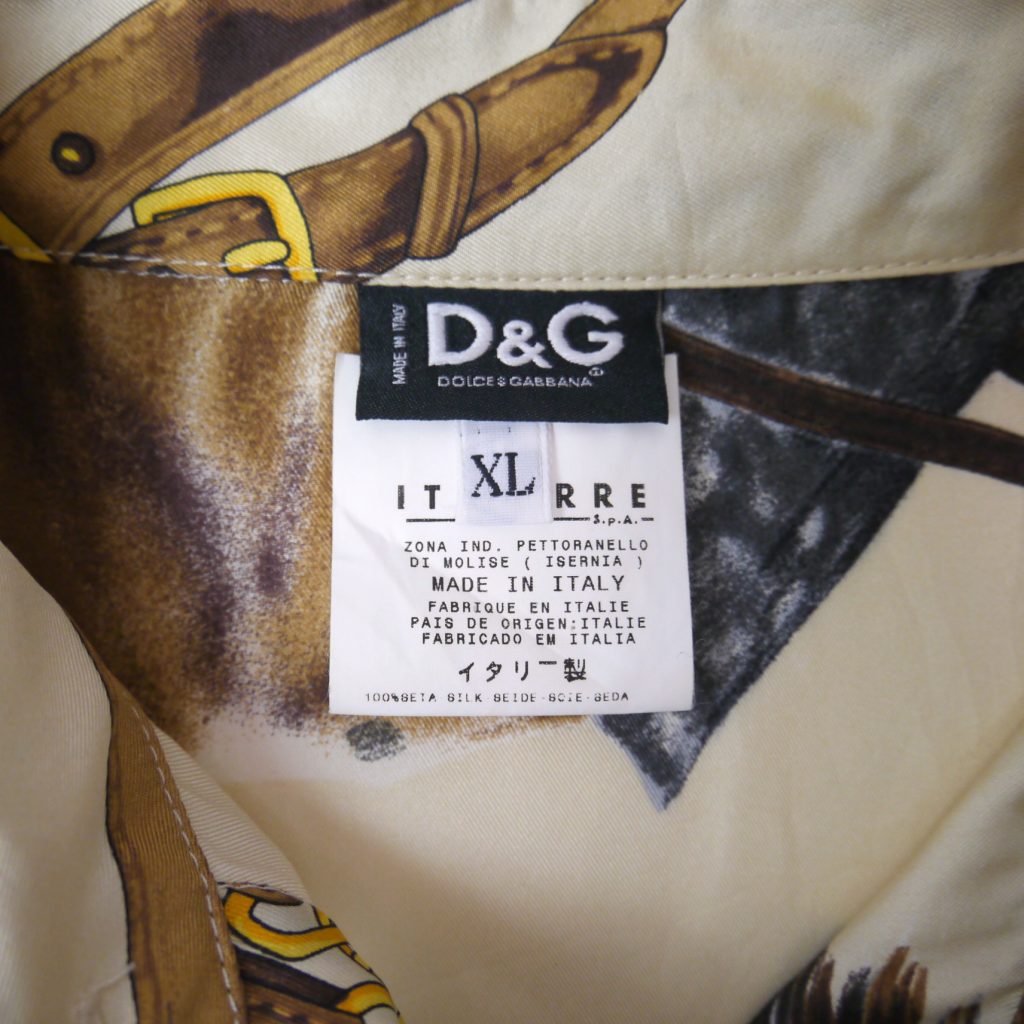 MADE IN ITALY
D&G
DOLCE&GABBANA
XL
IT RRE
S.p.A.
ZONA IND. PETTORANELLO
DI MOLISE ( ISERNIA )
MADE IN ITALY
FABRIQUE EN ITALIE
PAIS DE ORIGEN:ITALIE
FABRICADO EM ITALIA
イタリー製
100%SETA SILK SEIDE-SOIE-SEDA